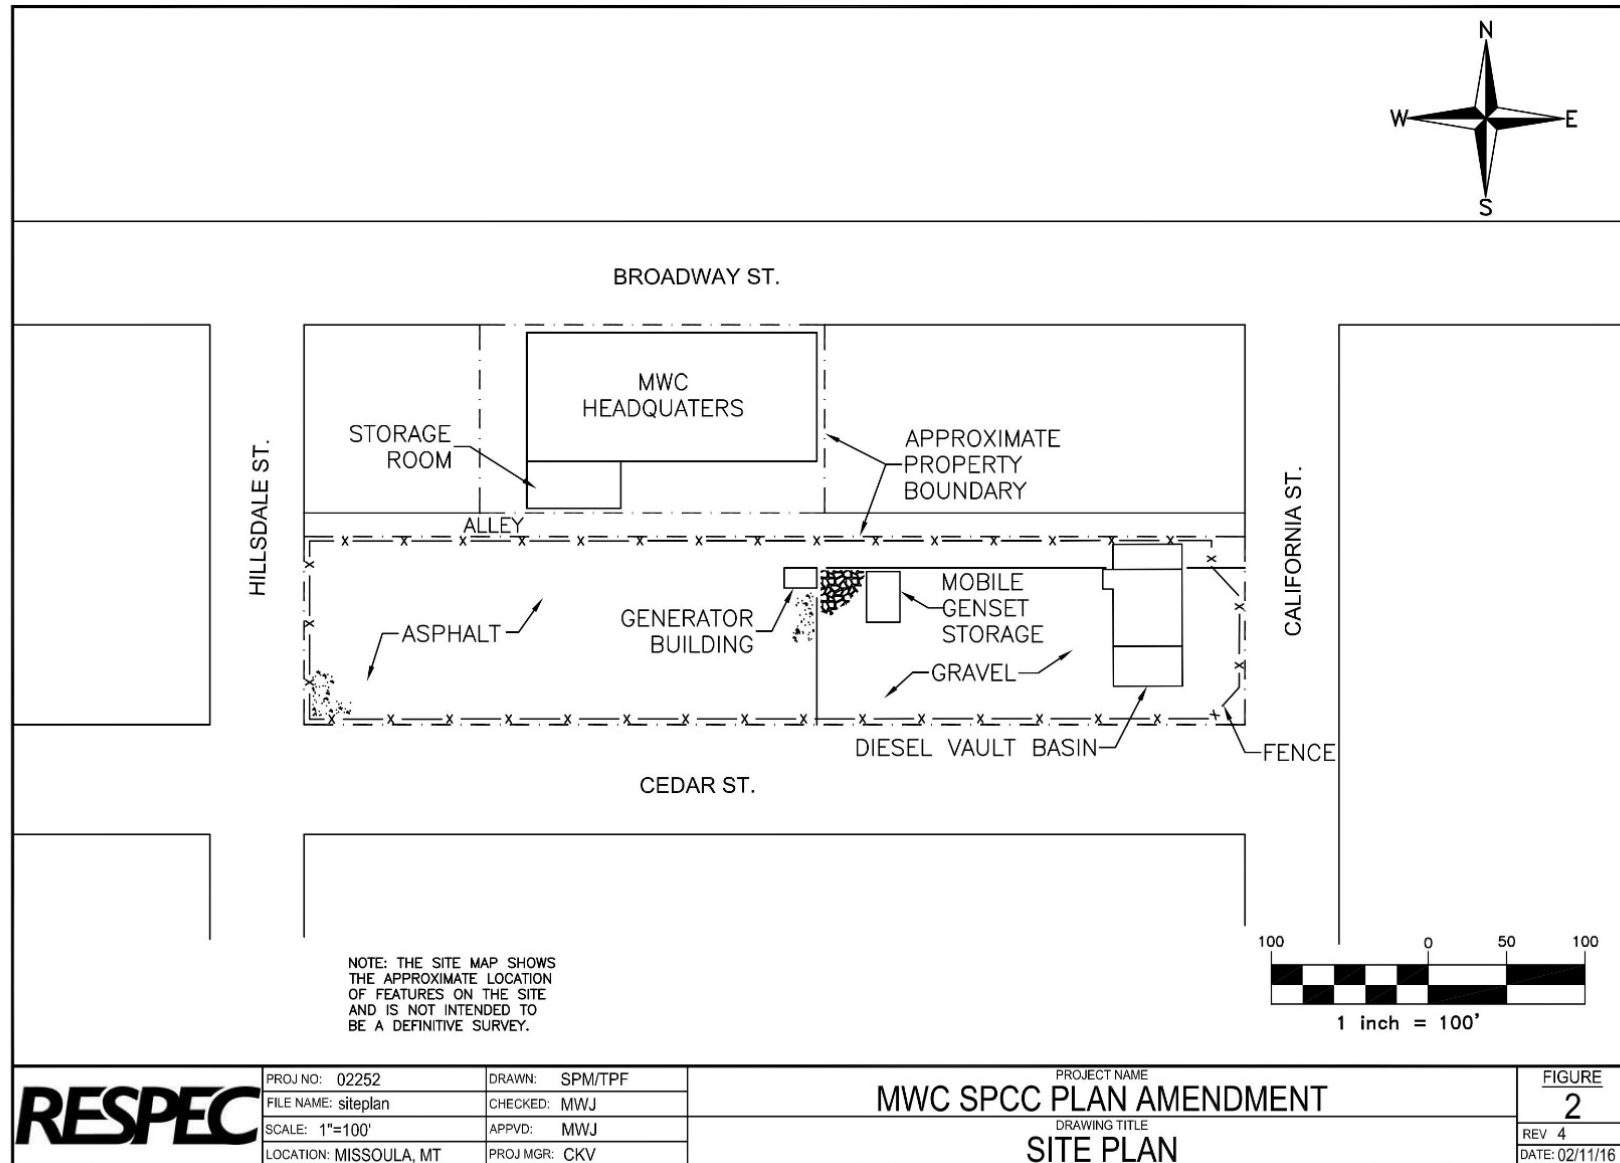 N
W E
S
BROADWAY ST.
MWC
HEADQUATERS
STORAGE
ROOM
APPROXIMATE
PROPERTY
BOUNDARY
HILLSDALE ST.
CALIFORNIA ST.
ALLEY
ASPHALT
GENERATOR
BUILDING
MOBILE
GENSET
STORAGE
GRAVEL
DIESEL VAULT BASIN
FENCE
CEDAR ST.
NOTE: THE SITE MAP SHOWS
THE APPROXIMATE LOCATION
OF FEATURES ON THE SITE
AND IS NOT INTENDED TO
BE A DEFINITIVE SURVEY.
100 0 50 100
1 inch = 100'
RESPEC
PROJ NO: 02252
FILE NAME: siteplan
SCALE: 1"=100'
LOCATION: MISSOULA, MT
DRAWN: SPM/TPF
CHECKED: MWJ
APPVD: MWJ
PROJ MGR: CKV
PROJECT NAME
MWC SPCC PLAN AMENDMENT
DRAWING TITLE
SITE PLAN
FIGURE
2
REV 4
DATE: 02/11/16